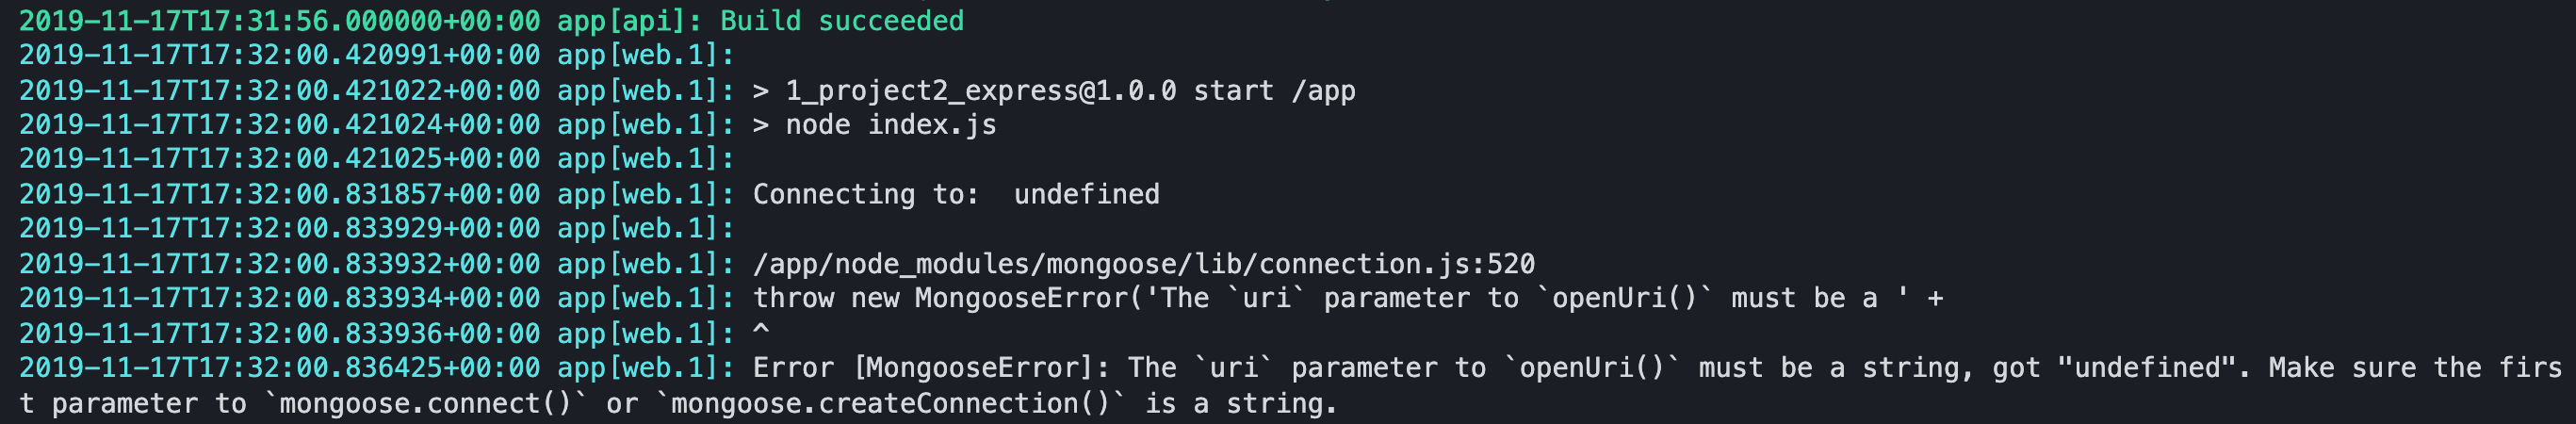 2019-11-17T17:31:56.000000+00:00 app[api]: Build succeeded
2019-11-17T17:32:00.420991+00:00 app[web.1]:
2019-11-17T17:32:00.421022+00:00 app[web.1]: > 1_project2_express@1.0.0 start /app
2019-11-17T17:32:00.421024+00:00 app[web.1]: > node index.js
2019-11-17T17:32:00.421025+00:00 app[web.1]:
2019-11-17T17:32:00.831857+00:00 app[web.1]: Connecting to:  undefined
2019-11-17T17:32:00.833929+00:00 app[web.1]:
2019-11-17T17:32:00.833932+00:00 app[web.1]: /app/node_modules/mongoose/lib/connection.js:520
2019-11-17T17:32:00.833934+00:00 app[web.1]: throw new MongooseError('The `uri` parameter to `openUri()` must be a ' +
2019-11-17T17:32:00.833936+00:00 app[web.1]: ^
2019-11-17T17:32:00.836425+00:00 app[web.1]: Error [MongooseError]: The `uri` parameter to `openUri()` must be a string, got "undefined". Make sure the firs
t parameter to `mongoose.connect()` or `mongoose.createConnection()` is a string.